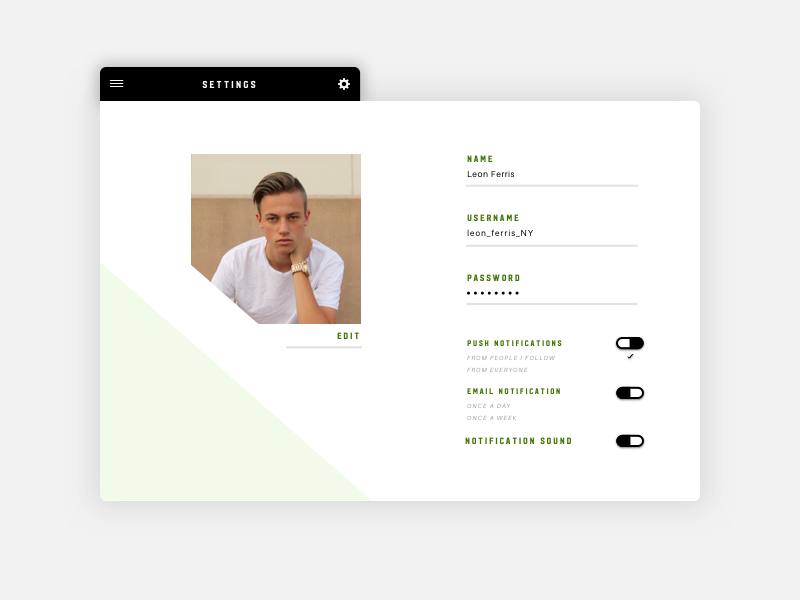 SETTINGS
EDIT
NAME
Leon Ferris
USERNAME
leon_ferris_NY
PASSWORD
••••••••
PUSH NOTIFICATIONS
FROM PEOPLE I FOLLOW
FROM EVERYONE
EMAIL NOTIFICATION
ONCE A DAY
ONCE A WEEK
NOTIFICATION SOUND